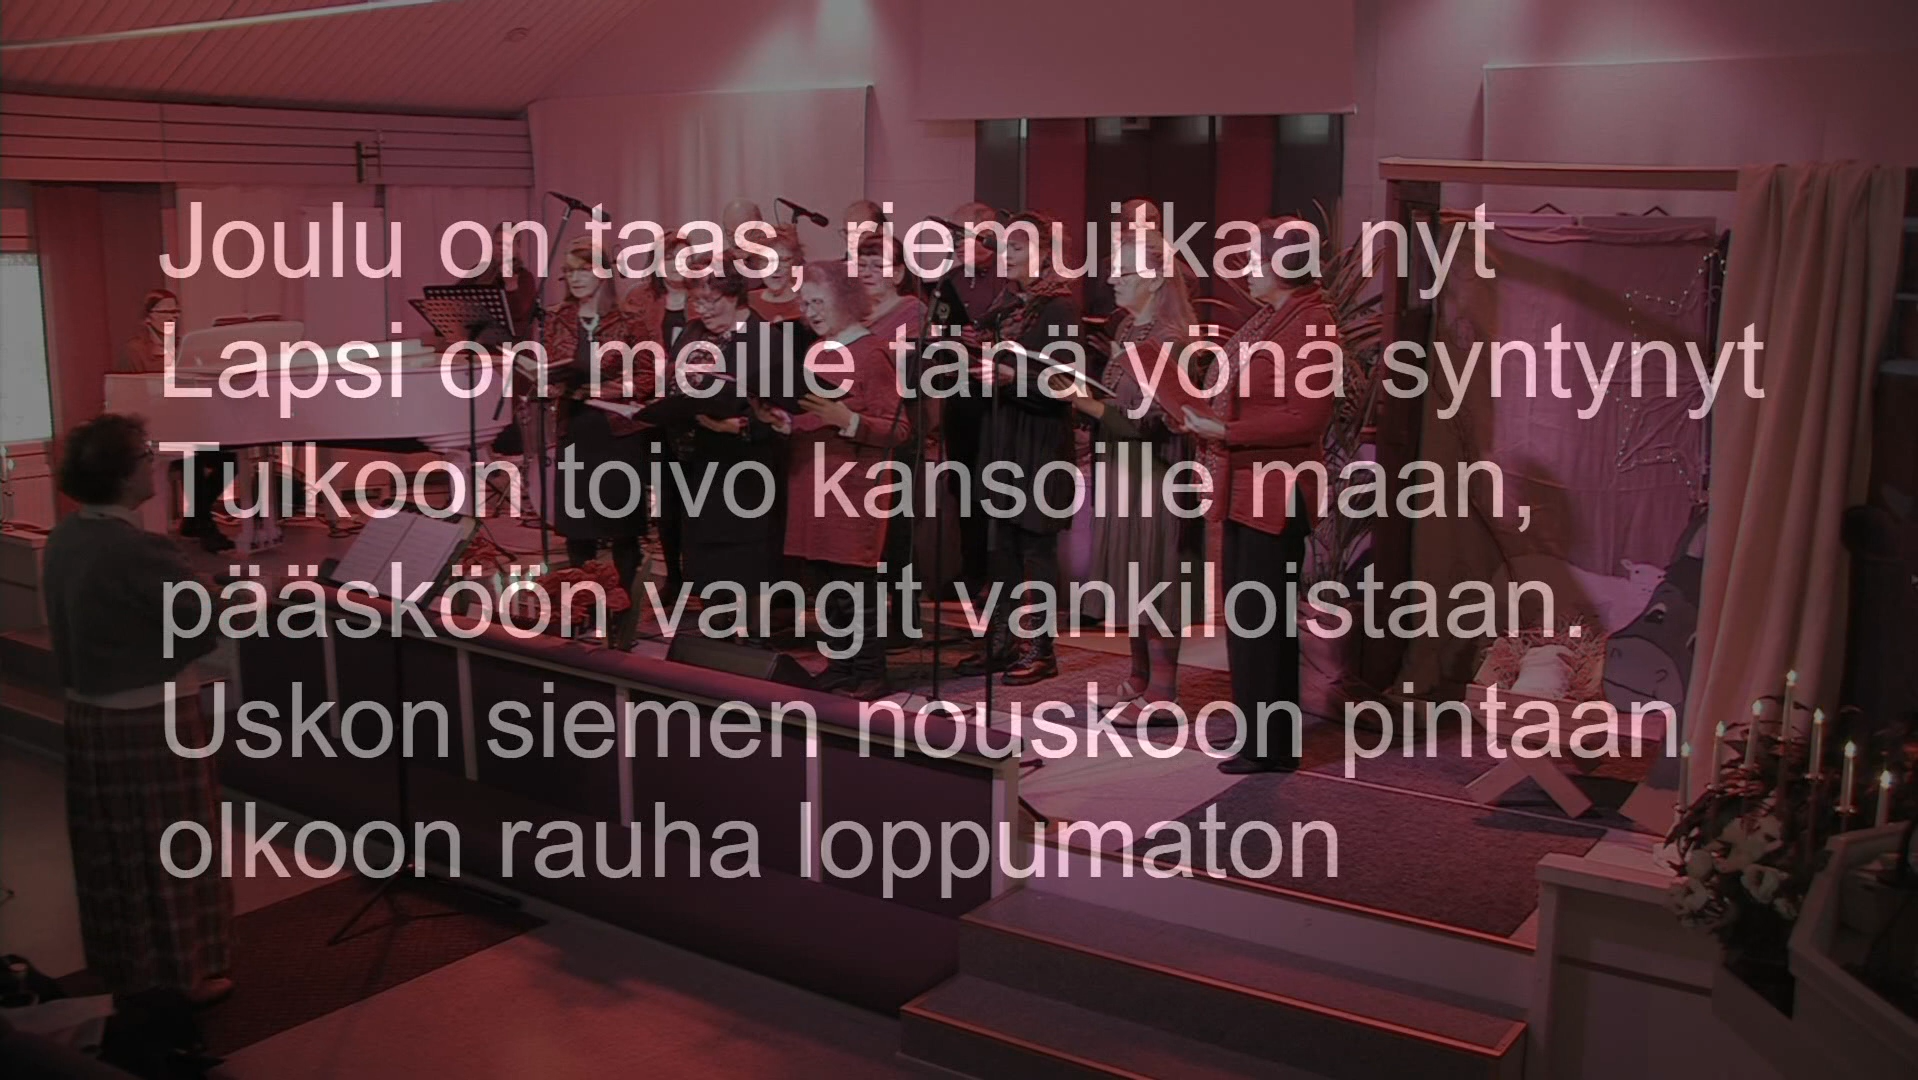 Joulu on taas, riemuitkaa nyt
Lapsi on meille tänä yönä syntynyt
Tulkoon toivo kansoille maan,
pääsköön vangit vankiloistaan.
Uskon siemen nouskoon pintaan
olkoon rauha loppumaton